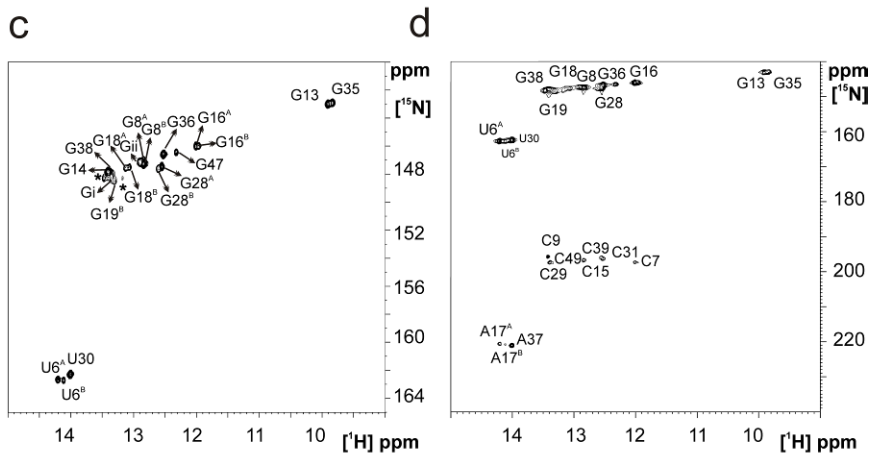 c
d
ppm
[15N]
G13 G35
G8A
G8B
G36
G16A
G18A
Gii
G38
G16B
G47
G14
*
*
Gi
G18B
G28A
G28B
G19B
148
152
156
160
164
U6A U30
U6B
14 13 12 11 10 [1H] ppm
G38 G18 G8 G36 G16
G13 G35
ppm
[15N]
G19 G28
U6A
U30
U6B
160
180
C9 C39 C31
C49 C7
C29 C15
200
A17A A37
A17B
220
14 13 12 11 10 [1H] ppm